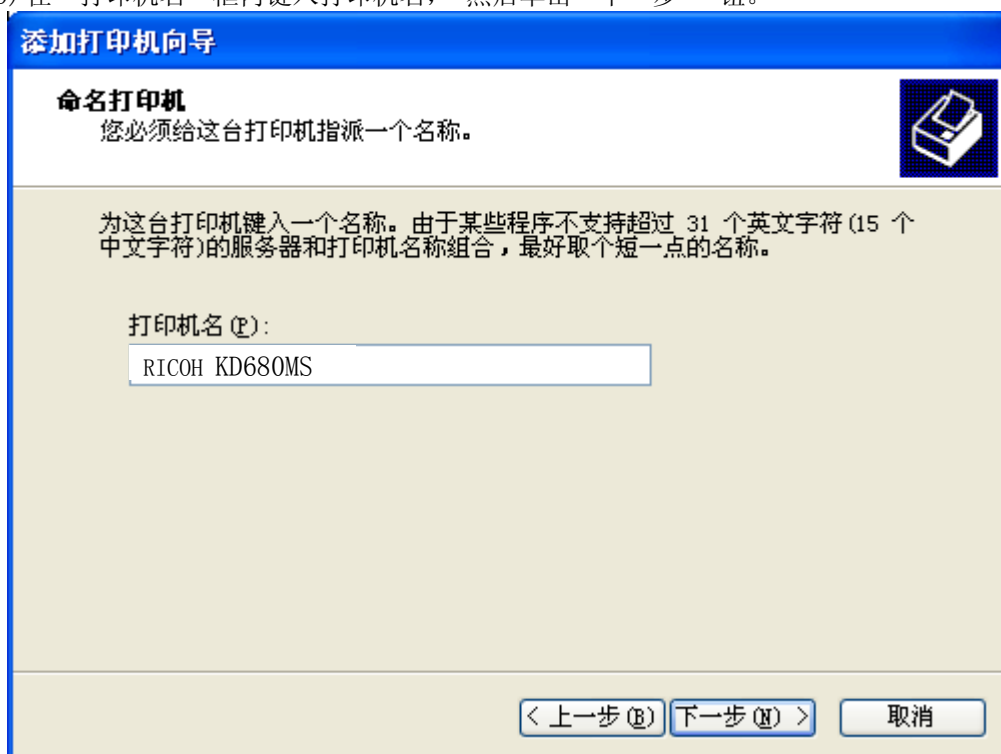 添加打印机向导
命名打印机
您必须给这台打印机指派一个名称。
为这台打印机键入一个名称。由于某些程序不支持超过 31 个英文字符(15 个
中文字符)的服务器和打印机名称组合，最好取个短一点的名称。
打印机名(P):
RICOH KD680MS
< 上一步(B) 下一步(N) > 取消